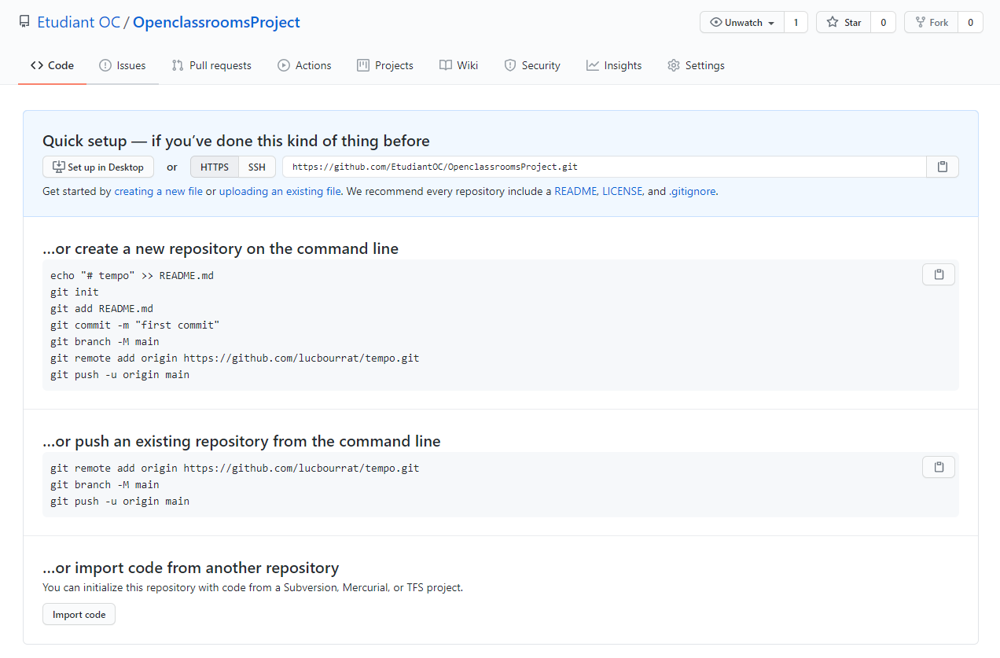 Etudiant OC / OpenclassroomsProject
Unwatch 1 Star 0 Fork 0
Code Issues Pull requests Actions Projects Wiki Security Insights Settings
Quick setup — if you’ve done this kind of thing before
Set up in Desktop or HTTPS SSH https://github.com/EtudiantOC/OpenclassroomsProject.git
Get started by creating a new file or uploading an existing file. We recommend every repository include a README, LICENSE, and .gitignore.
…or create a new repository on the command line
echo "# tempo" >> README.md
git init
git add README.md
git commit -m "first commit"
git branch -M main
git remote add origin https://github.com/lucbourrat/tempo.git
git push -u origin main
…or push an existing repository from the command line
git remote add origin https://github.com/lucbourrat/tempo.git
git branch -M main
git push -u origin main
…or import code from another repository
You can initialize this repository with code from a Subversion, Mercurial, or TFS project.
Import code